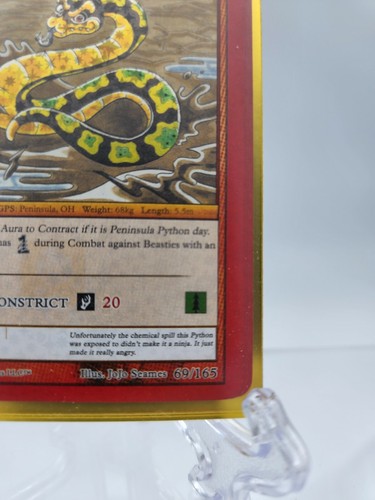 GPS: Peninsula, OH Weight: 68kg Length: 5.5m
Aura to Contract if it is Peninsula Python day.
has 1 during Combat against Beasties with an
ONSTRICT 20
Unfortunately the chemical spill this Python
was exposed to didn't make it a ninja. It just
made it really angry.
Illus. JoJo Seames 69/165